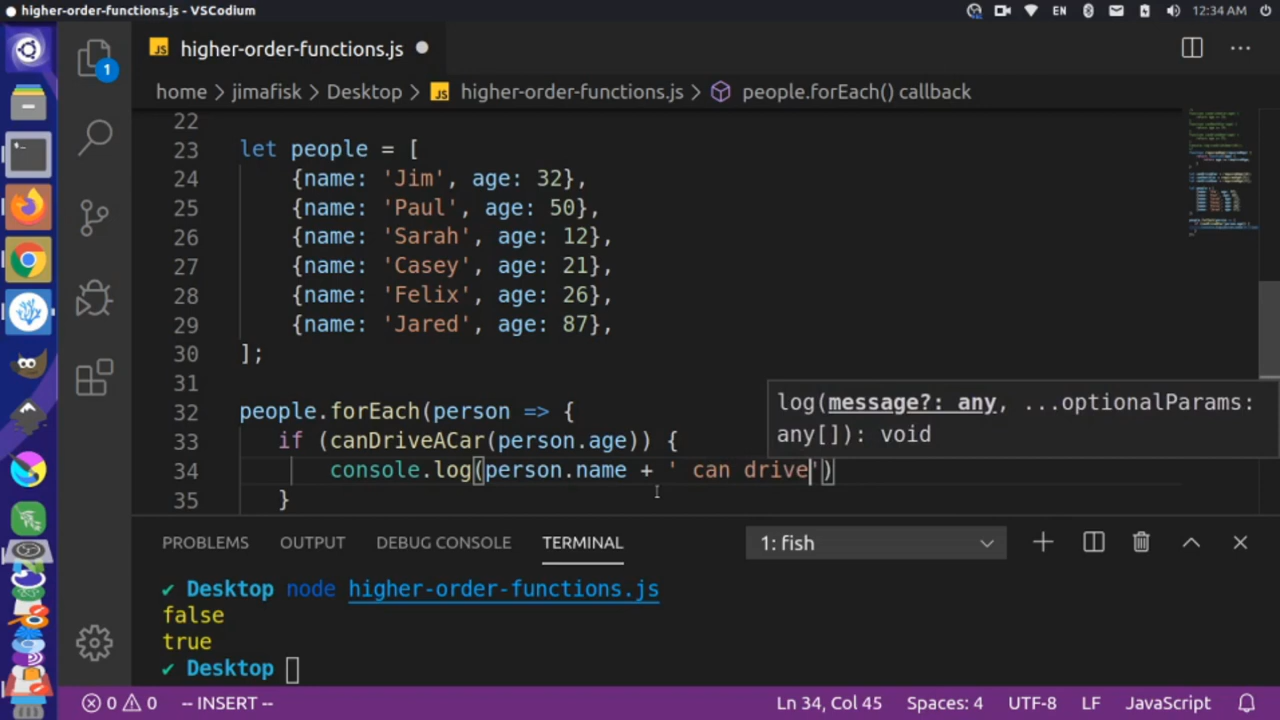 higher-order-functions.js - VSCodium
EN
12:34 AM
JS higher-order-functions.js
home > jimafisk > Desktop > JS higher-order-functions.js > people.forEach() callback
1
22
23 let people = [
24 {name: 'Jim', age: 32},
25 {name: 'Paul', age: 50},
26 {name: 'Sarah', age: 12},
27 {name: 'Casey', age: 21},
28 {name: 'Felix', age: 26},
29 {name: 'Jared', age: 87},
30 ];
31
log(message?: any, ...optionalParams:
any[]): void
32 people.forEach(person => {
33 if (canDriveACar(person.age)) {
34 console.log(person.name + ' can drive')
35 }
PROBLEMS OUTPUT DEBUG CONSOLE TERMINAL 1: fish
✔ Desktop node higher-order-functions.js
false
true
✔ Desktop
0 0 -- INSERT -- Ln 34, Col 45 Spaces: 4 UTF-8 LF JavaScript